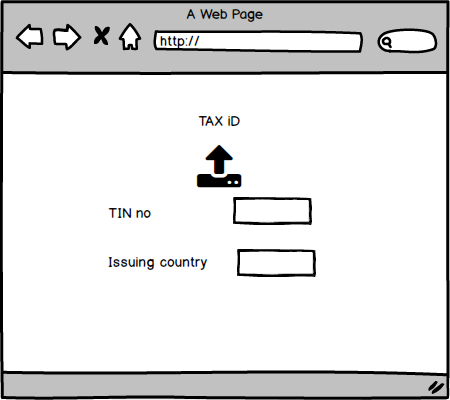 A Web Page
http://
TAX iD
TIN no
Issuing country